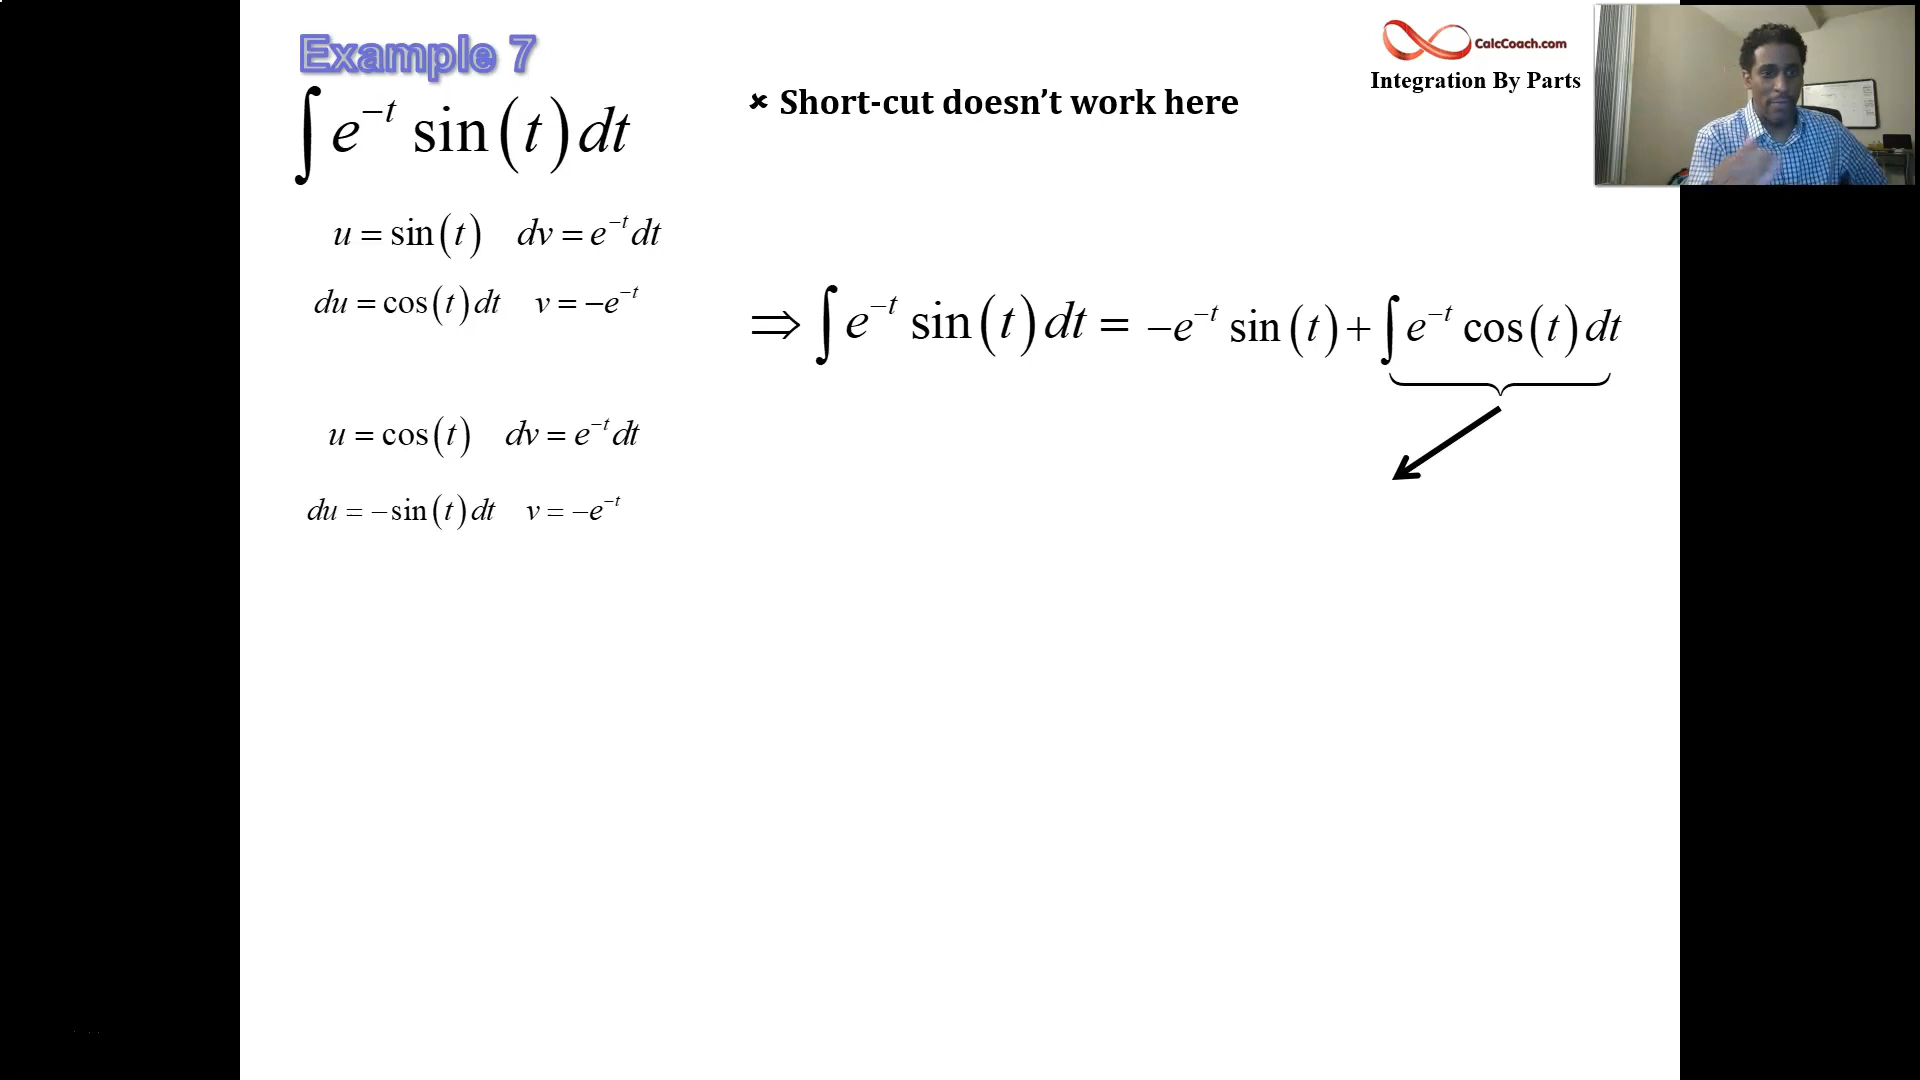 Example 7
∫ e^{-t} sin(t) dt
× Short-cut doesn’t work here
CalcCoach.com
Integration By Parts
u = sin(t) dv = e^{-t} dt
du = cos(t) dt v = −e^{-t}
⇒ ∫ e^{-t} sin(t) dt = −e^{-t} sin(t) + ∫ e^{-t} cos(t) dt
u = cos(t) dv = e^{-t} dt
du = −sin(t) dt v = −e^{-t}